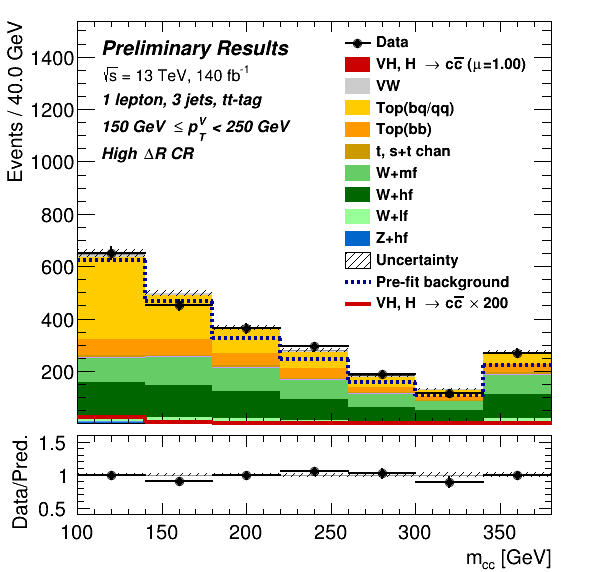 Events / 40.0 GeV
1400
1200
1000
800
600
400
200
Preliminary Results
√s = 13 TeV, 140 fb⁻¹
1 lepton, 3 jets, tt-tag
150 GeV ≤ p_T^V < 250 GeV
High ΔR CR
Data
VH, H → cc̅ (μ=1.00)
VW
Top(bq/qq)
Top(bb)
t, s+t chan
W+mf
W+hf
W+lf
Z+hf
Uncertainty
Pre-fit background
VH, H → cc̅ × 200
Data/Pred.
1.5
1
0.5
100 150 200 250 300 350
m_cc [GeV]